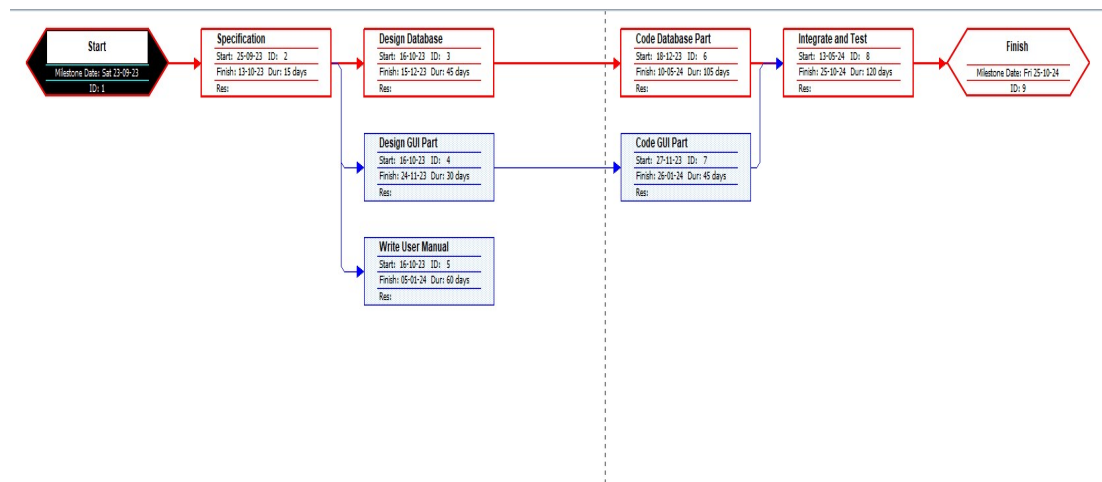 Start
Milestone Date: Sat 23-09-23
ID: 1
Specification
Start: 25-09-23 ID: 2
Finish: 13-10-23 Dur: 15 days
Res:
Design Database
Start: 16-10-23 ID: 3
Finish: 15-12-23 Dur: 45 days
Res:
Code Database Part
Start: 18-12-23 ID: 6
Finish: 10-05-24 Dur: 105 days
Res:
Integrate and Test
Start: 13-05-24 ID: 8
Finish: 25-10-24 Dur: 120 days
Res:
Finish
Milestone Date: Fri 25-10-24
ID: 9
Design GUI Part
Start: 16-10-23 ID: 4
Finish: 24-11-23 Dur: 30 days
Res:
Code GUI Part
Start: 27-11-23 ID: 7
Finish: 26-01-24 Dur: 45 days
Res:
Write User Manual
Start: 16-10-23 ID: 5
Finish: 05-01-24 Dur: 60 days
Res: